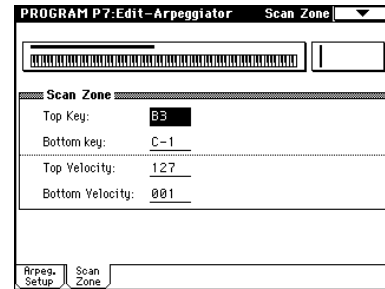 PROGRAM P7:Edit-Arpeggiator Scan Zone
Scan Zone
Top Key: B3
Bottom key: C-1
Top Velocity: 127
Bottom Velocity: 001
Arpeg. Setup
Scan Zone